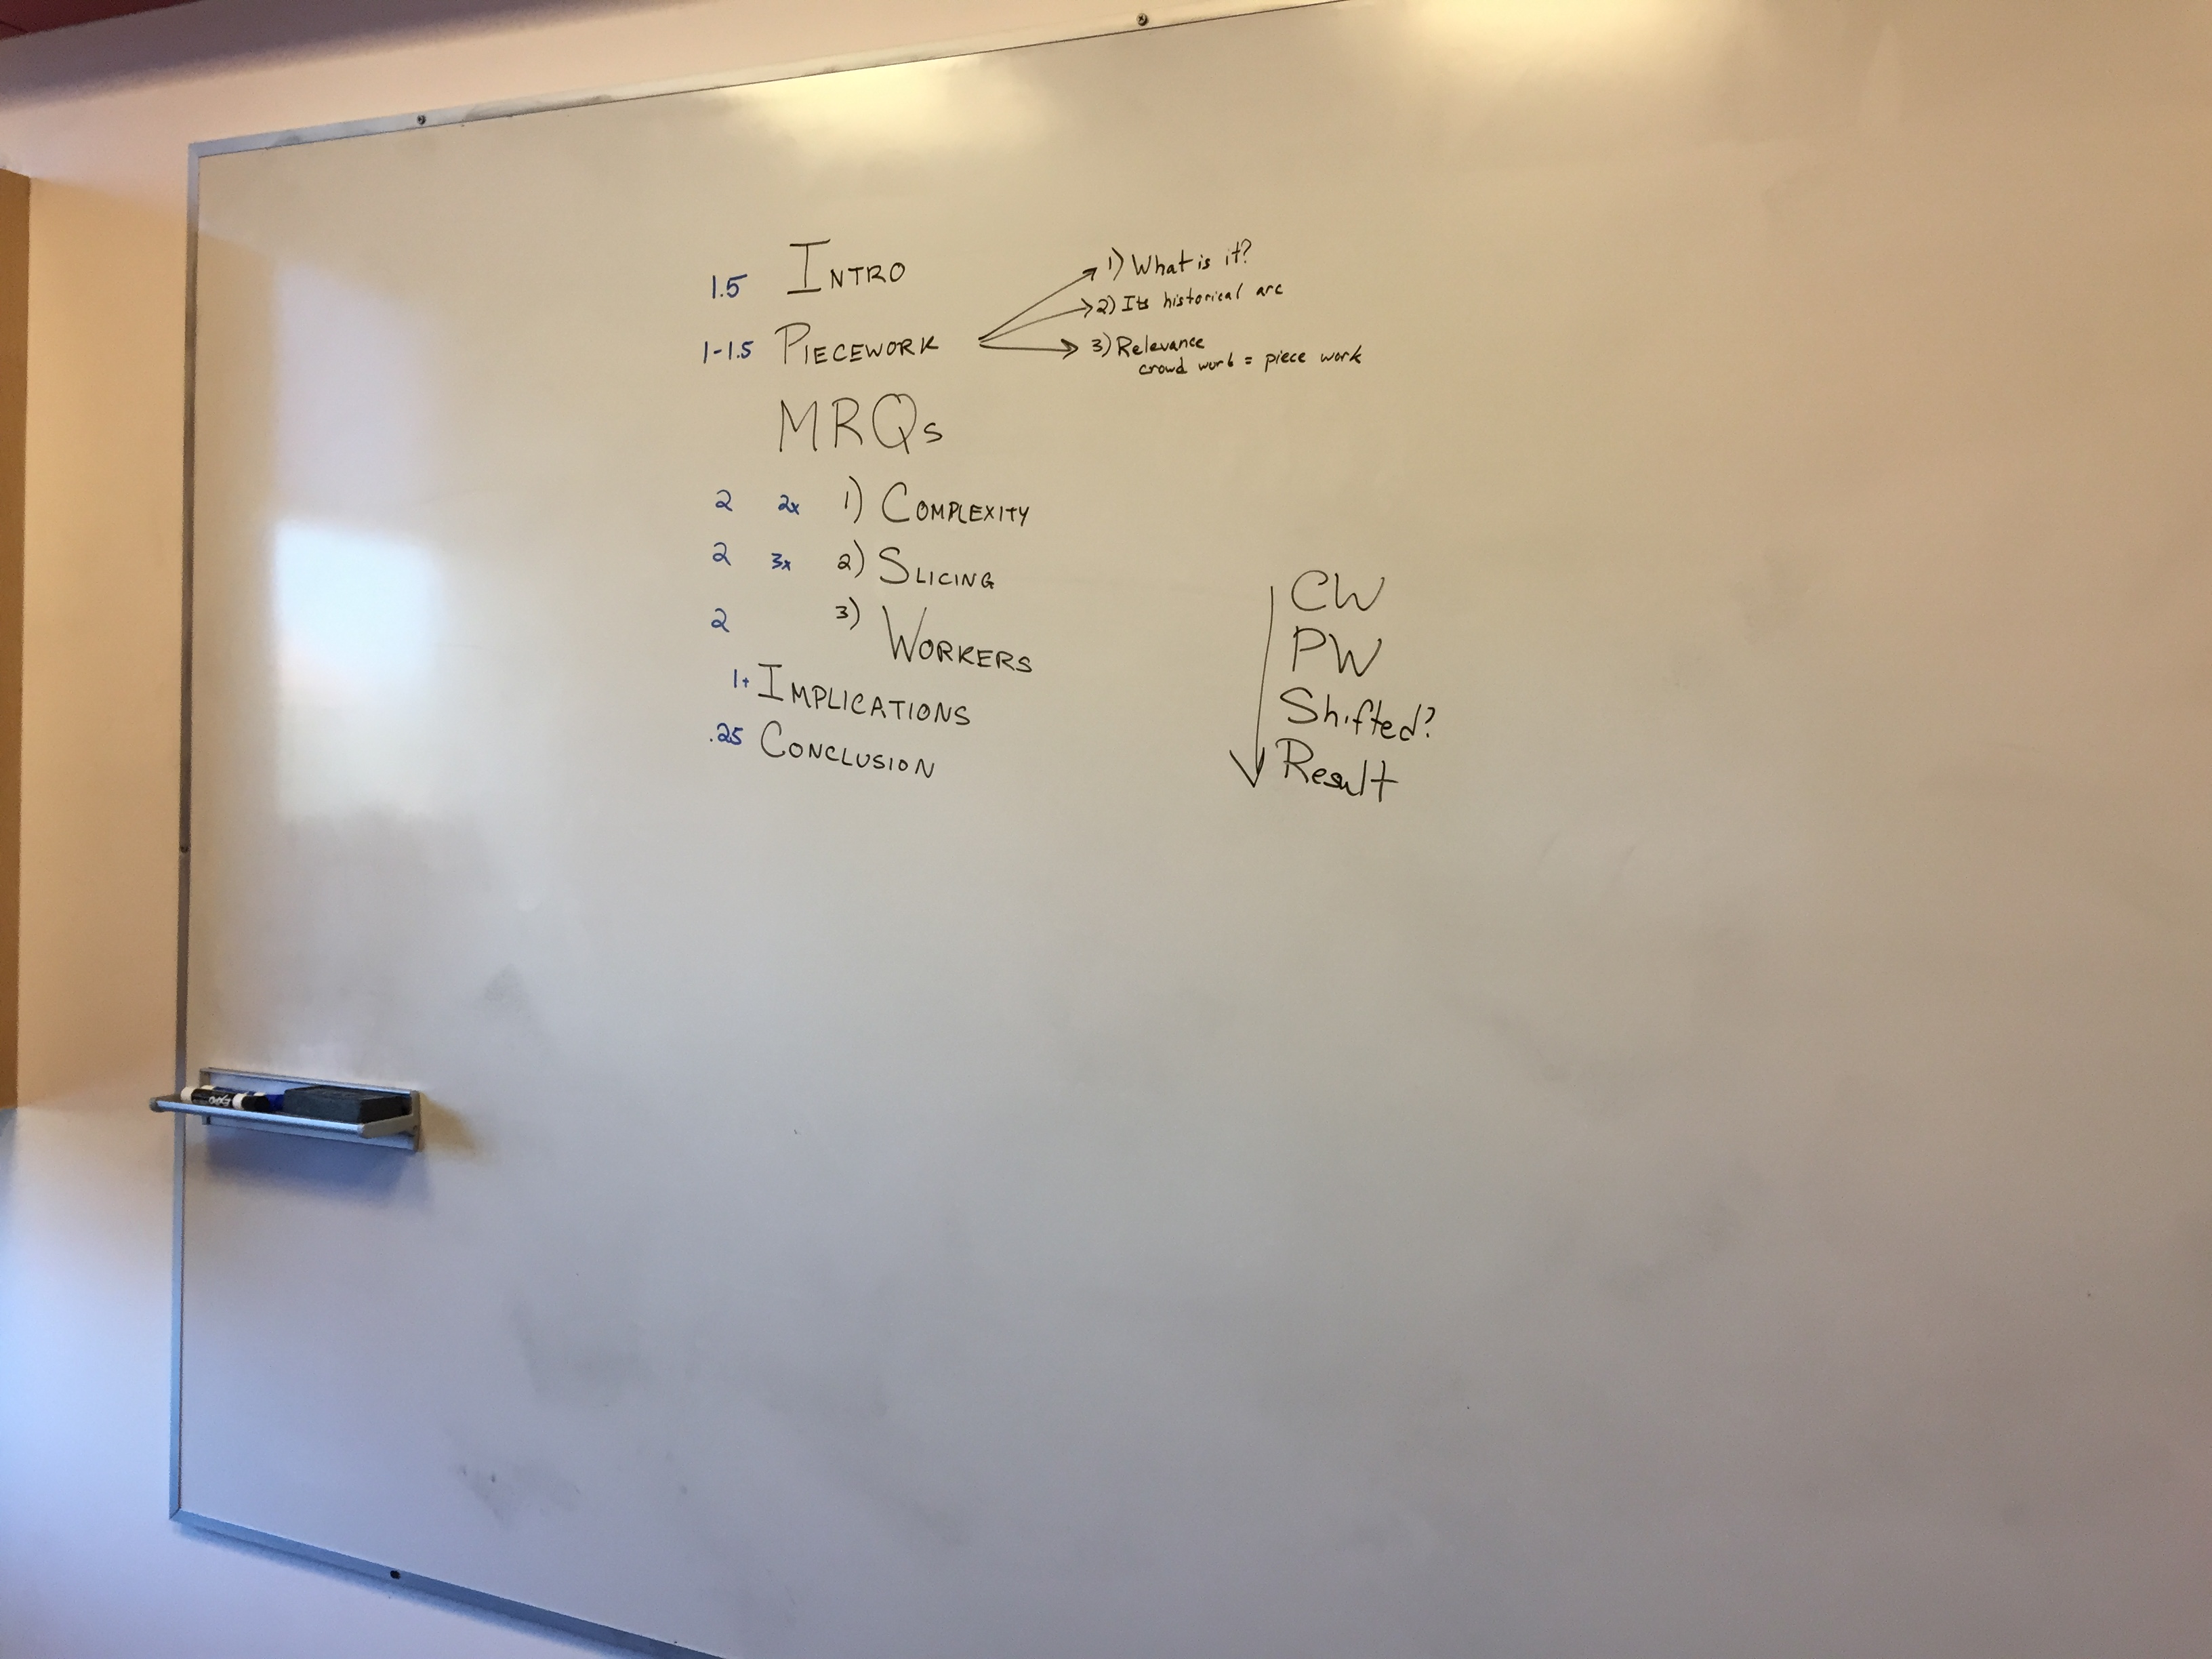 1.5 INTRO
1) What is it?
2) Its historical arc
1-1.5 PIECEWORK
3) Relevance
crowd work = piece work
MRQs
2 2x 1) COMPLEXITY
2 3x 2) SLICING
2 3) WORKERS
1+ IMPLICATIONS
.25 CONCLUSION
CW
PW
Shifted?
Result
EXPO